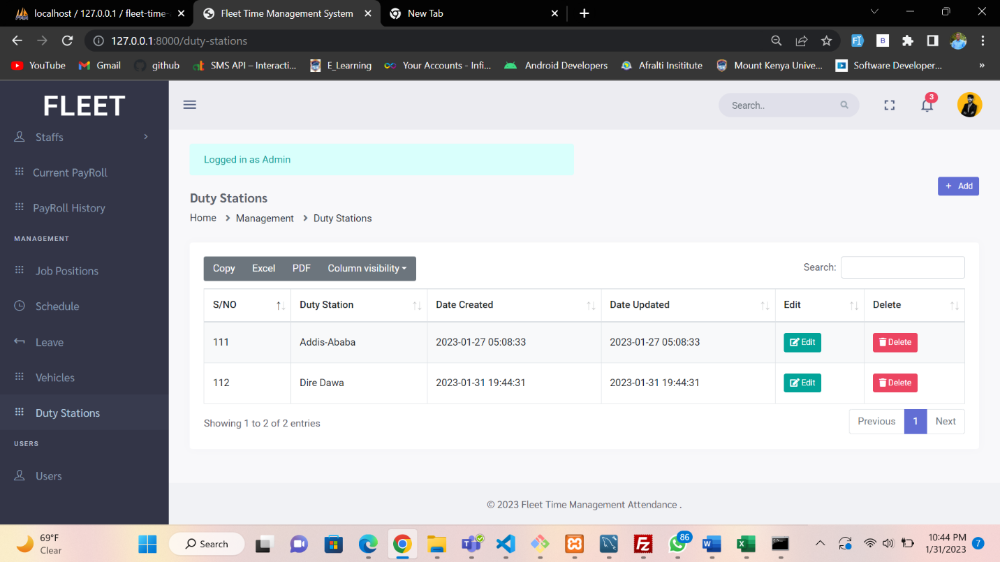 localhost / 127.0.0.1 / fleet-time-
Fleet Time Management System
New Tab
127.0.0.1:8000/duty-stations
YouTube
Gmail
github
SMS API – Interacti...
E_Learning
Your Accounts - Infi...
Android Developers
Afralti Insititute
Mount Kenya Unive...
Software Developer...
»
FLEET
Staffs
Current PayRoll
PayRoll History
MANAGEMENT
Job Positions
Schedule
Leave
Vehicles
Duty Stations
USERS
Users
Search..
3
Logged in as Admin
+ Add
Duty Stations
Home > Management > Duty Stations
Copy Excel PDF Column visibility
Search:
S/NO Duty Station Date Created Date Updated Edit Delete
111 Addis-Ababa 2023-01-27 05:08:33 2023-01-27 05:08:33 Edit Delete
112 Dire Dawa 2023-01-31 19:44:31 2023-01-31 19:44:31 Edit Delete
Showing 1 to 2 of 2 entries
Previous 1 Next
© 2023 Fleet Time Management Attendance .
69°F
Clear
Search
86
10:44 PM
1/31/2023
7